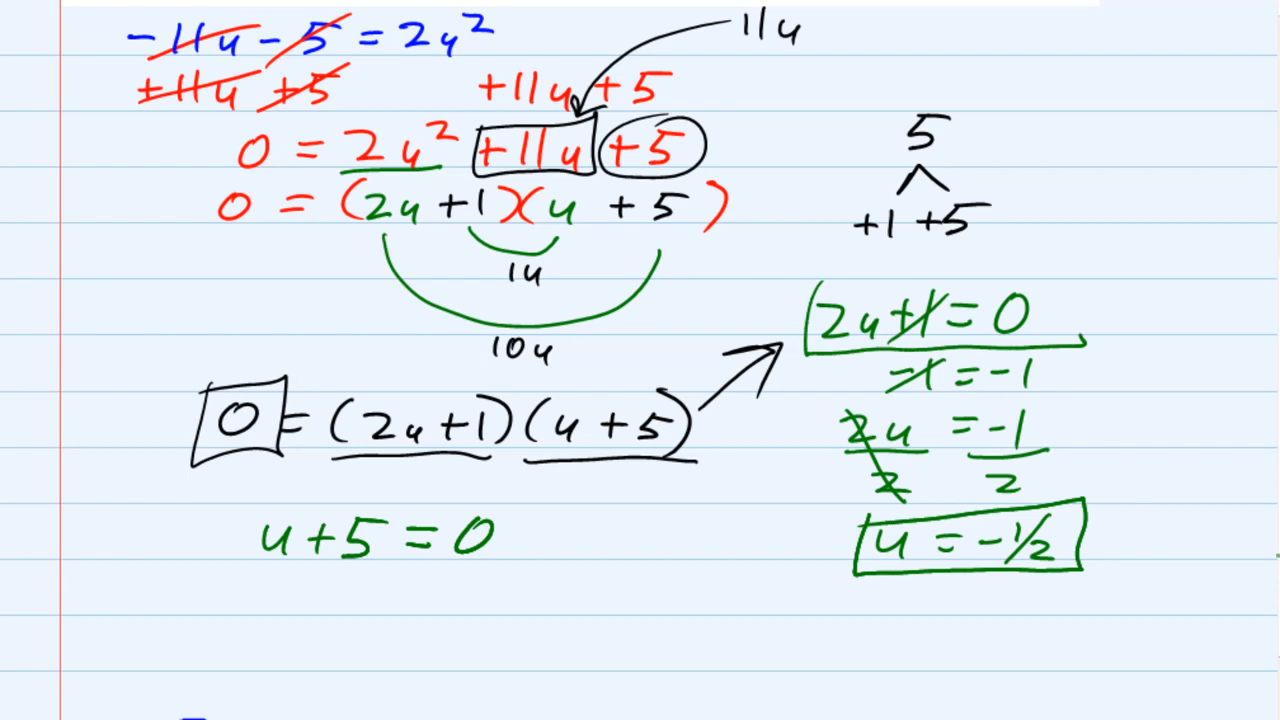 -11u - 5 = 2u²
11u
+11u +5 +11u +5
0 = 2u² +11u +5
5
+1 +5
0 = (2u +1)(u + 5)
1u
10u
2u+1 = 0
-1 = -1
0 = (2u+1)(u+5)
2u = -1
2 2
u+5 = 0
u = -1/2